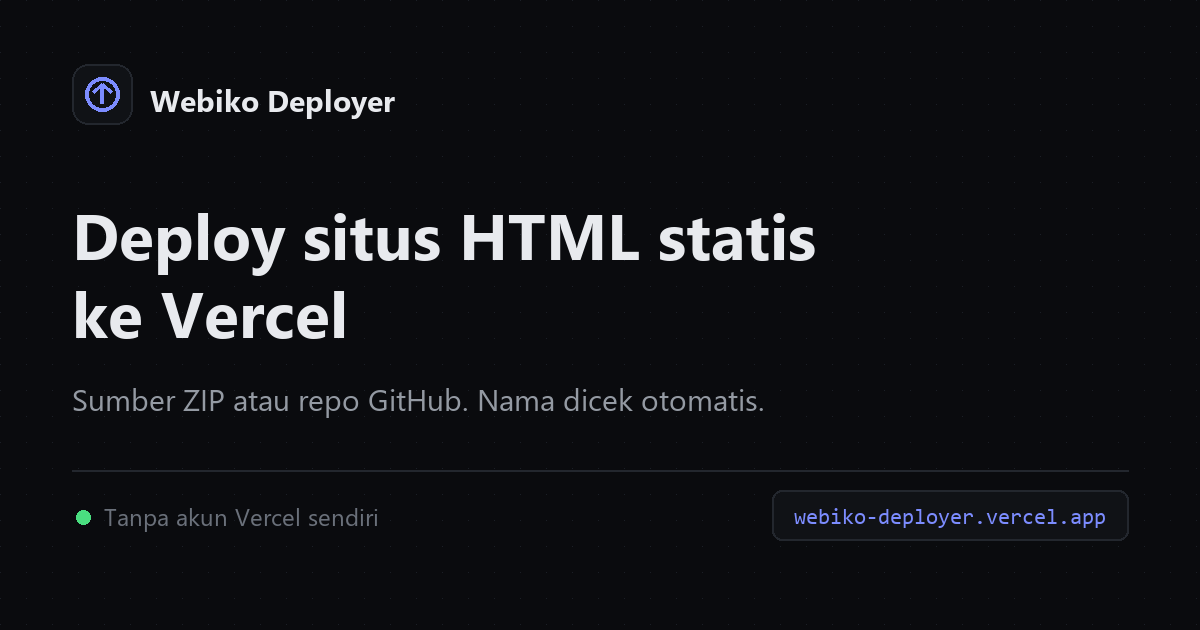 Webiko Deployer
Deploy situs HTML statis
ke Vercel
Sumber ZIP atau repo GitHub. Nama dicek otomatis.
Tanpa akun Vercel sendiri
webiko-deployer.vercel.app